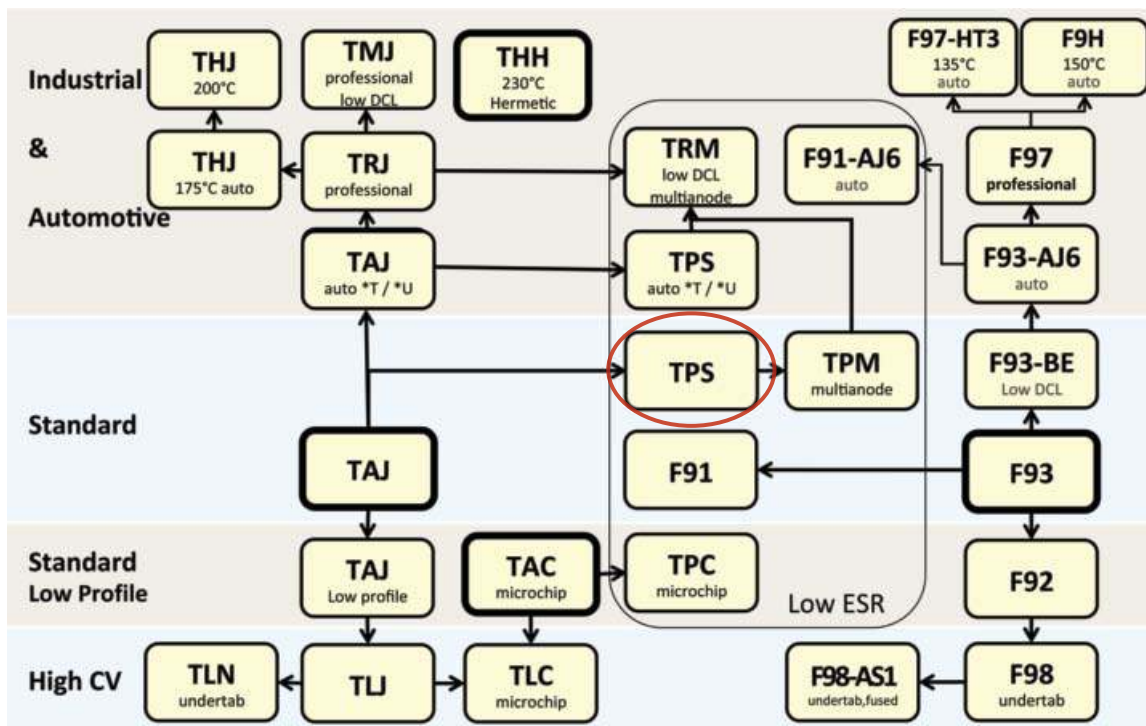 Industrial
&
Automotive
THJ
200°C
TMJ
professional
low DCL
THH
230°C
Hermetic
F97-HT3
135°C
auto
F9H
150°C
auto
THJ
175°C auto
TRJ
professional
TRM
low DCL
multianode
F91-AJ6
auto
F97
professional
TAJ
auto *T / *U
TPS
auto *T / *U
F93-AJ6
auto
Standard
TPS
TPM
multianode
F93-BE
Low DCL
TAJ
F91
F93
Standard
Low Profile
TAJ
Low profile
TAC
microchip
TPC
microchip
Low ESR
F92
High CV
TLN
undertab
TLJ
TLC
microchip
F98-AS1
undertab,fused
F98
undertab